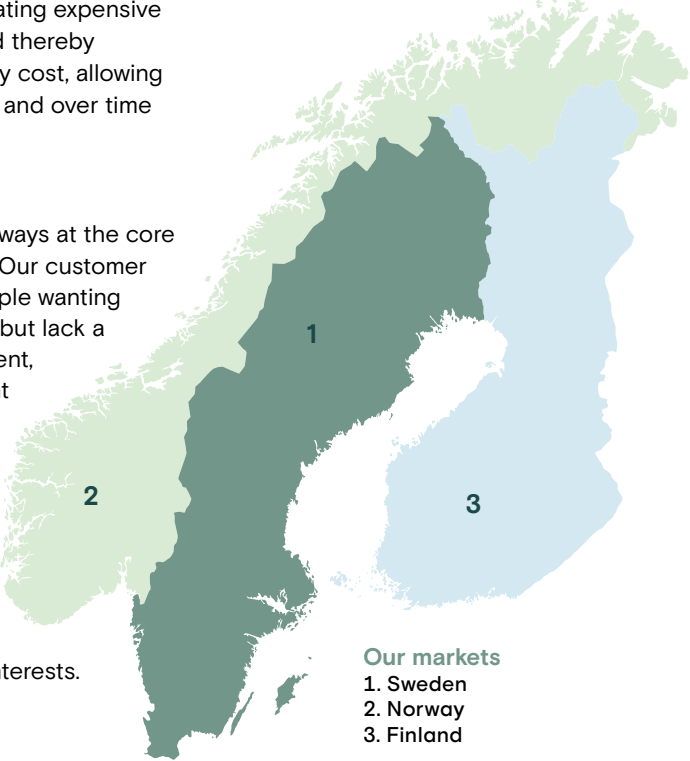 ating expensive
d thereby
y cost, allowing
and over time
ways at the core
Our customer
ple wanting
but lack a
ent,
t
terests.
1
2
3
Our markets
1. Sweden
2. Norway
3. Finland